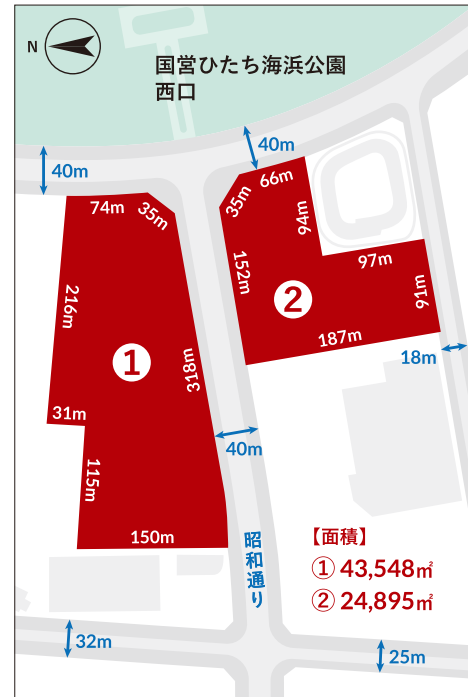 N
国営ひたち海浜公園
西口
40m
40m
74m
35m
66m
35m
94m
152m
97m
216m
②
91m
①
318m
187m
18m
31m
40m
115m
150m
昭和通り
【面積】
① 43,548㎡
② 24,895㎡
32m
25m